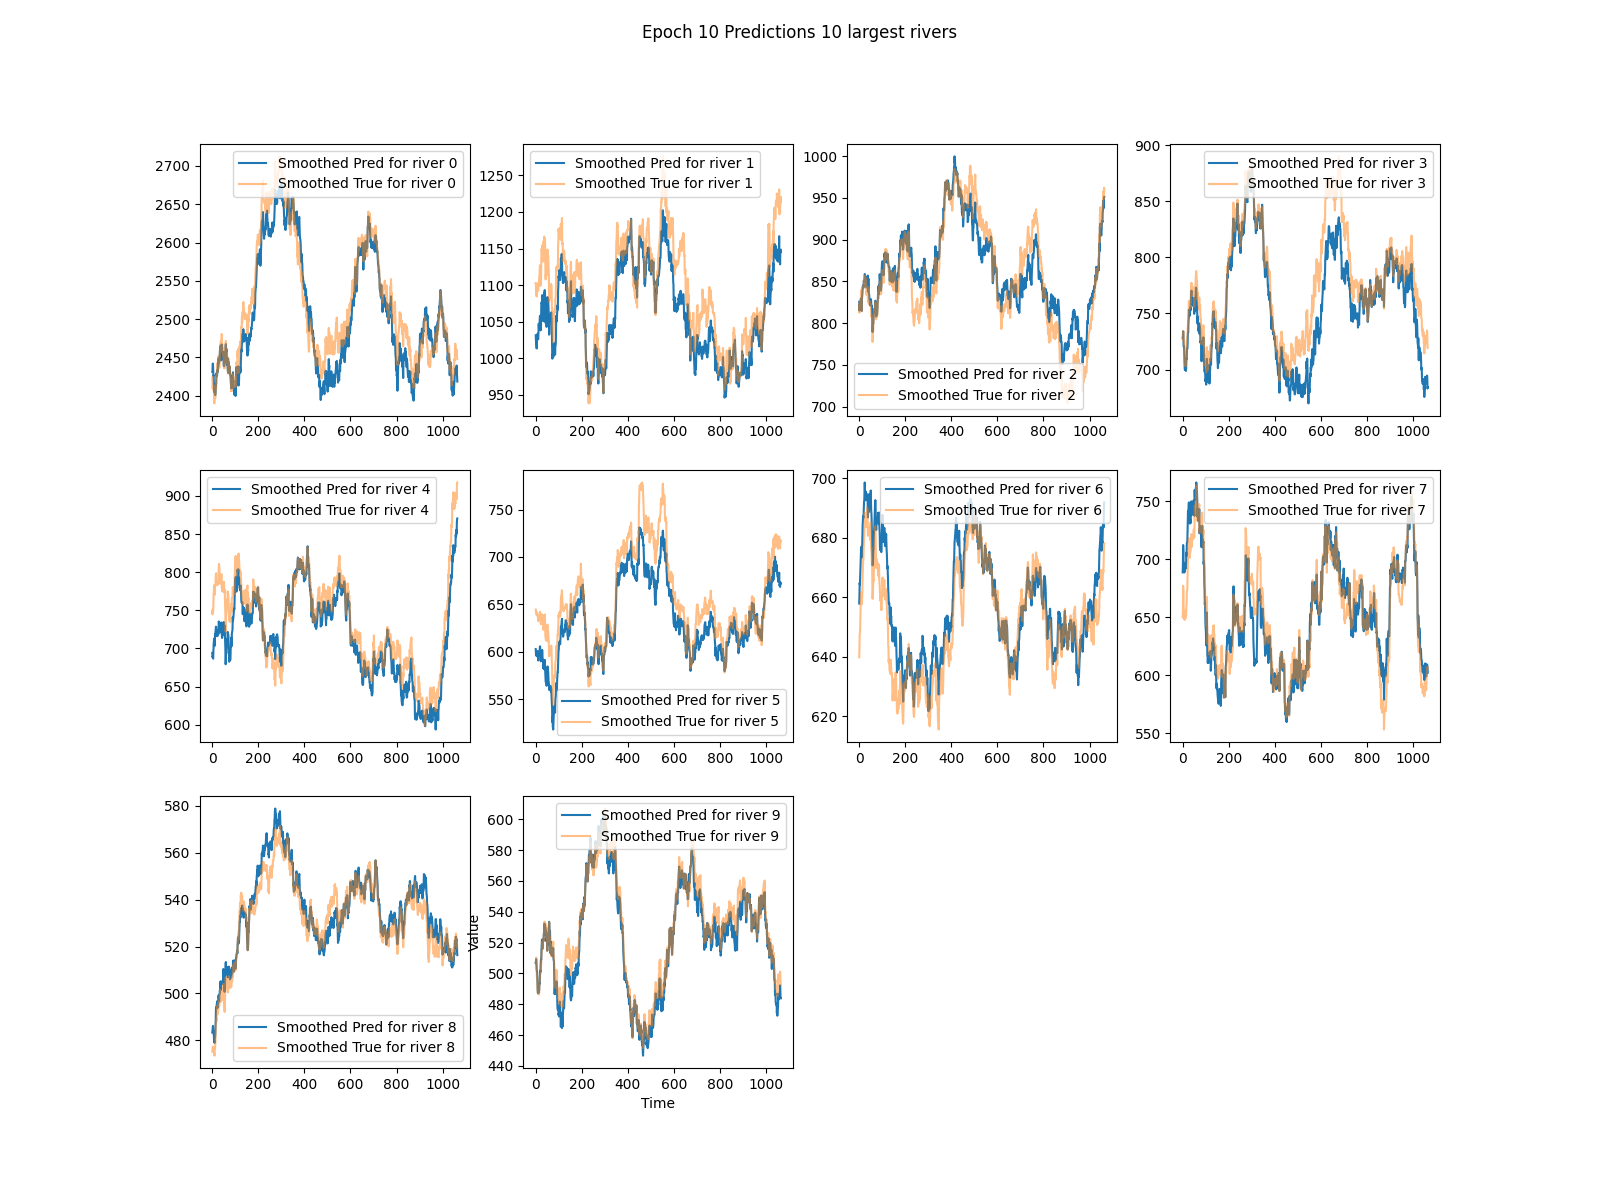 Epoch 10 Predictions 10 largest rivers
2700
2650
2600
2550
2500
2450
2400
0 200 400 600 800 1000
Smoothed Pred for river 0
Smoothed True for river 0
1250
1200
1150
1100
1050
1000
950
0 200 400 600 800 1000
Smoothed Pred for river 1
Smoothed True for river 1
1000
950
900
850
800
750
700
0 200 400 600 800 1000
Smoothed Pred for river 2
Smoothed True for river 2
900
850
800
750
700
0 200 400 600 800 1000
Smoothed Pred for river 3
Smoothed True for river 3
900
850
800
750
700
650
600
0 200 400 600 800 1000
Smoothed Pred for river 4
Smoothed True for river 4
750
700
650
600
550
0 200 400 600 800 1000
Smoothed Pred for river 5
Smoothed True for river 5
700
680
660
640
620
0 200 400 600 800 1000
Smoothed Pred for river 6
Smoothed True for river 6
750
700
650
600
550
0 200 400 600 800 1000
Smoothed Pred for river 7
Smoothed True for river 7
580
560
540
520
500
480
0 200 400 600 800 1000
Smoothed Pred for river 8
Smoothed True for river 8
Value
600
580
560
540
520
500
480
460
440
0 200 400 600 800 1000
Time
Smoothed Pred for river 9
Smoothed True for river 9